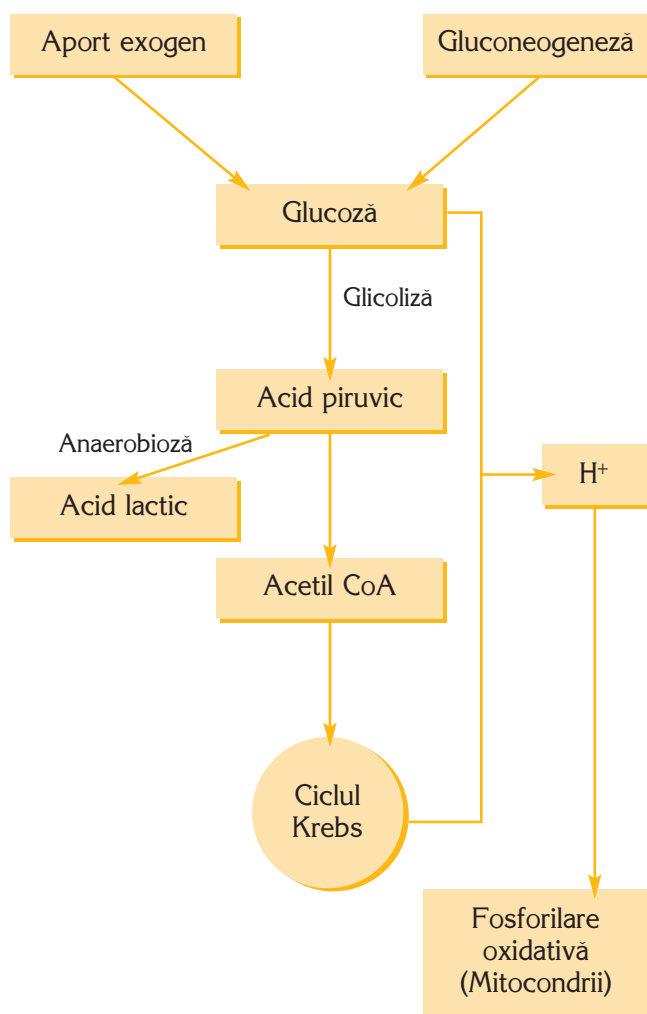 Aport exogen
Gluconeogeneză
Glucoză
Glicoliză
Acid piruvic
Anaerobioză
Acid lactic
H⁺
Acetil CoA
Ciclul
Krebs
Fosforilare
oxidativă
(Mitocondrii)